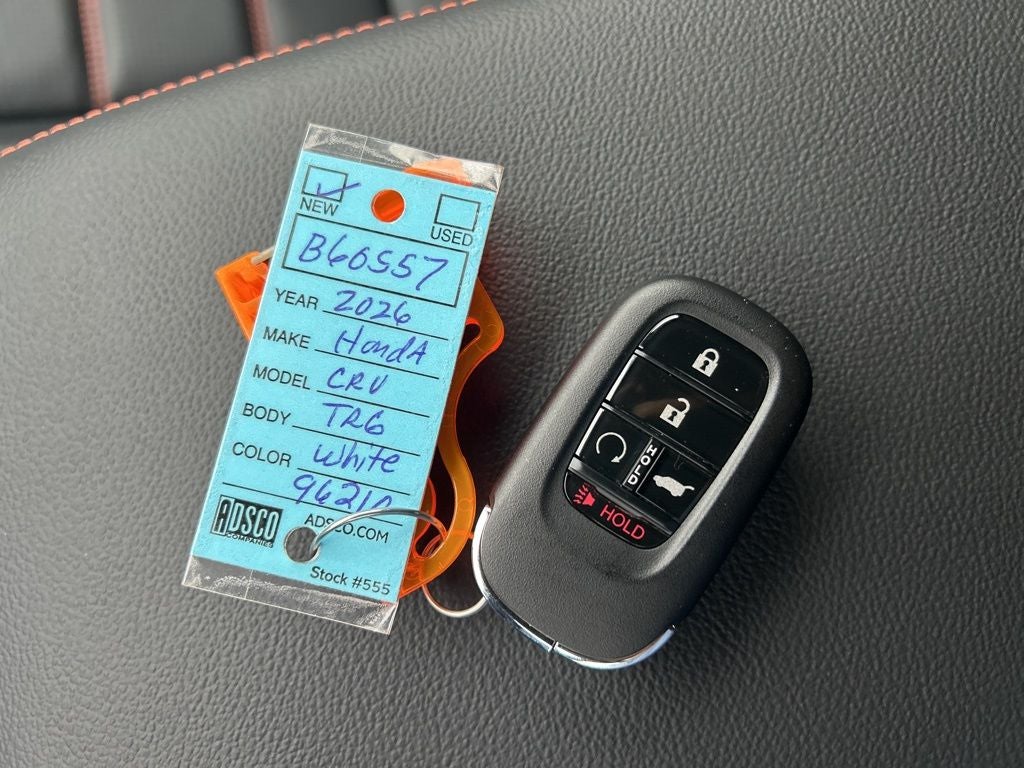 NEW
USED
B60557
YEAR 2026
MAKE HondA
MODEL CRV
BODY TRG
COLOR white
ADSCO
COMPANIES
ADSCO.COM
Stock #555
HOLD
HOLD